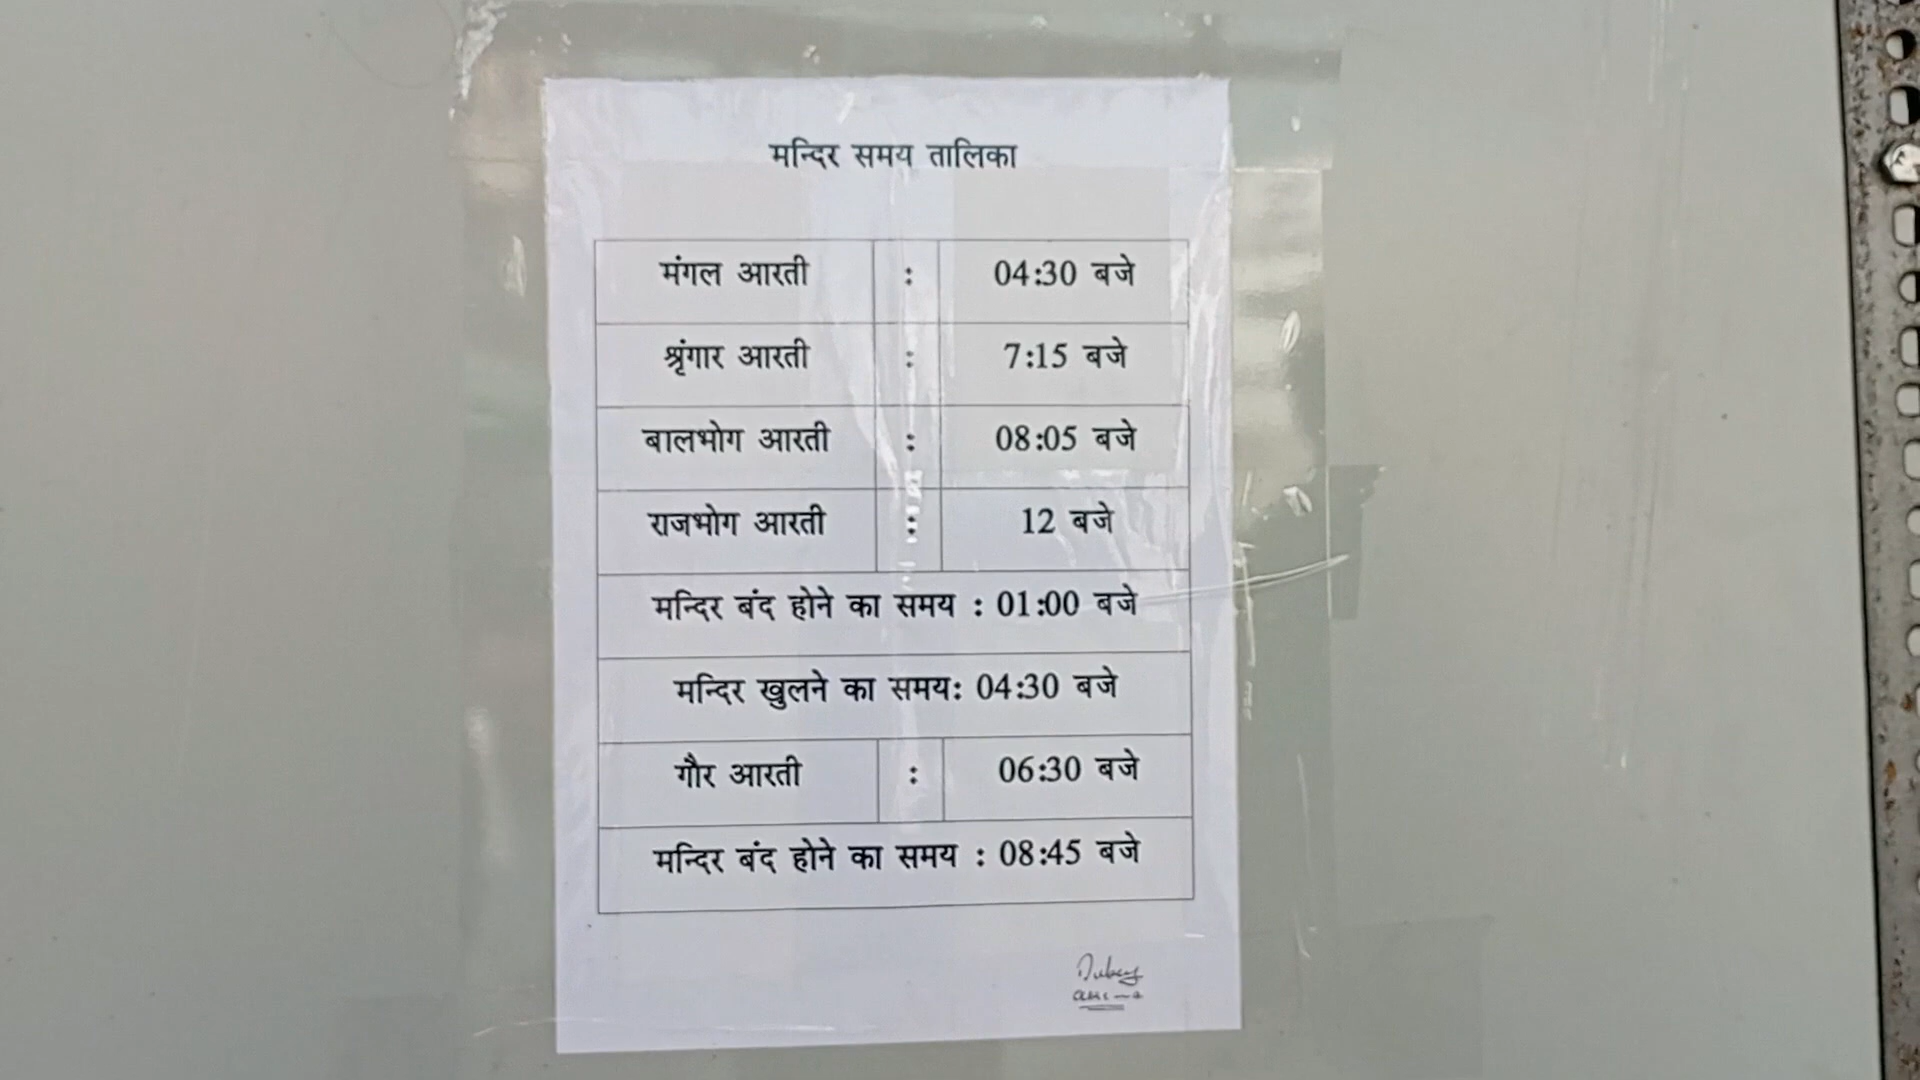 मन्दिर समय तालिका
मंगल आरती : 04:30 बजे
श्रृंगार आरती : 7:15 बजे
बालभोग आरती : 08:05 बजे
राजभोग आरती : 12 बजे
मन्दिर बंद होने का समय : 01:00 बजे
मन्दिर खुलने का समय: 04:30 बजे
गौर आरती : 06:30 बजे
मन्दिर बंद होने का समय : 08:45 बजे
Dubey